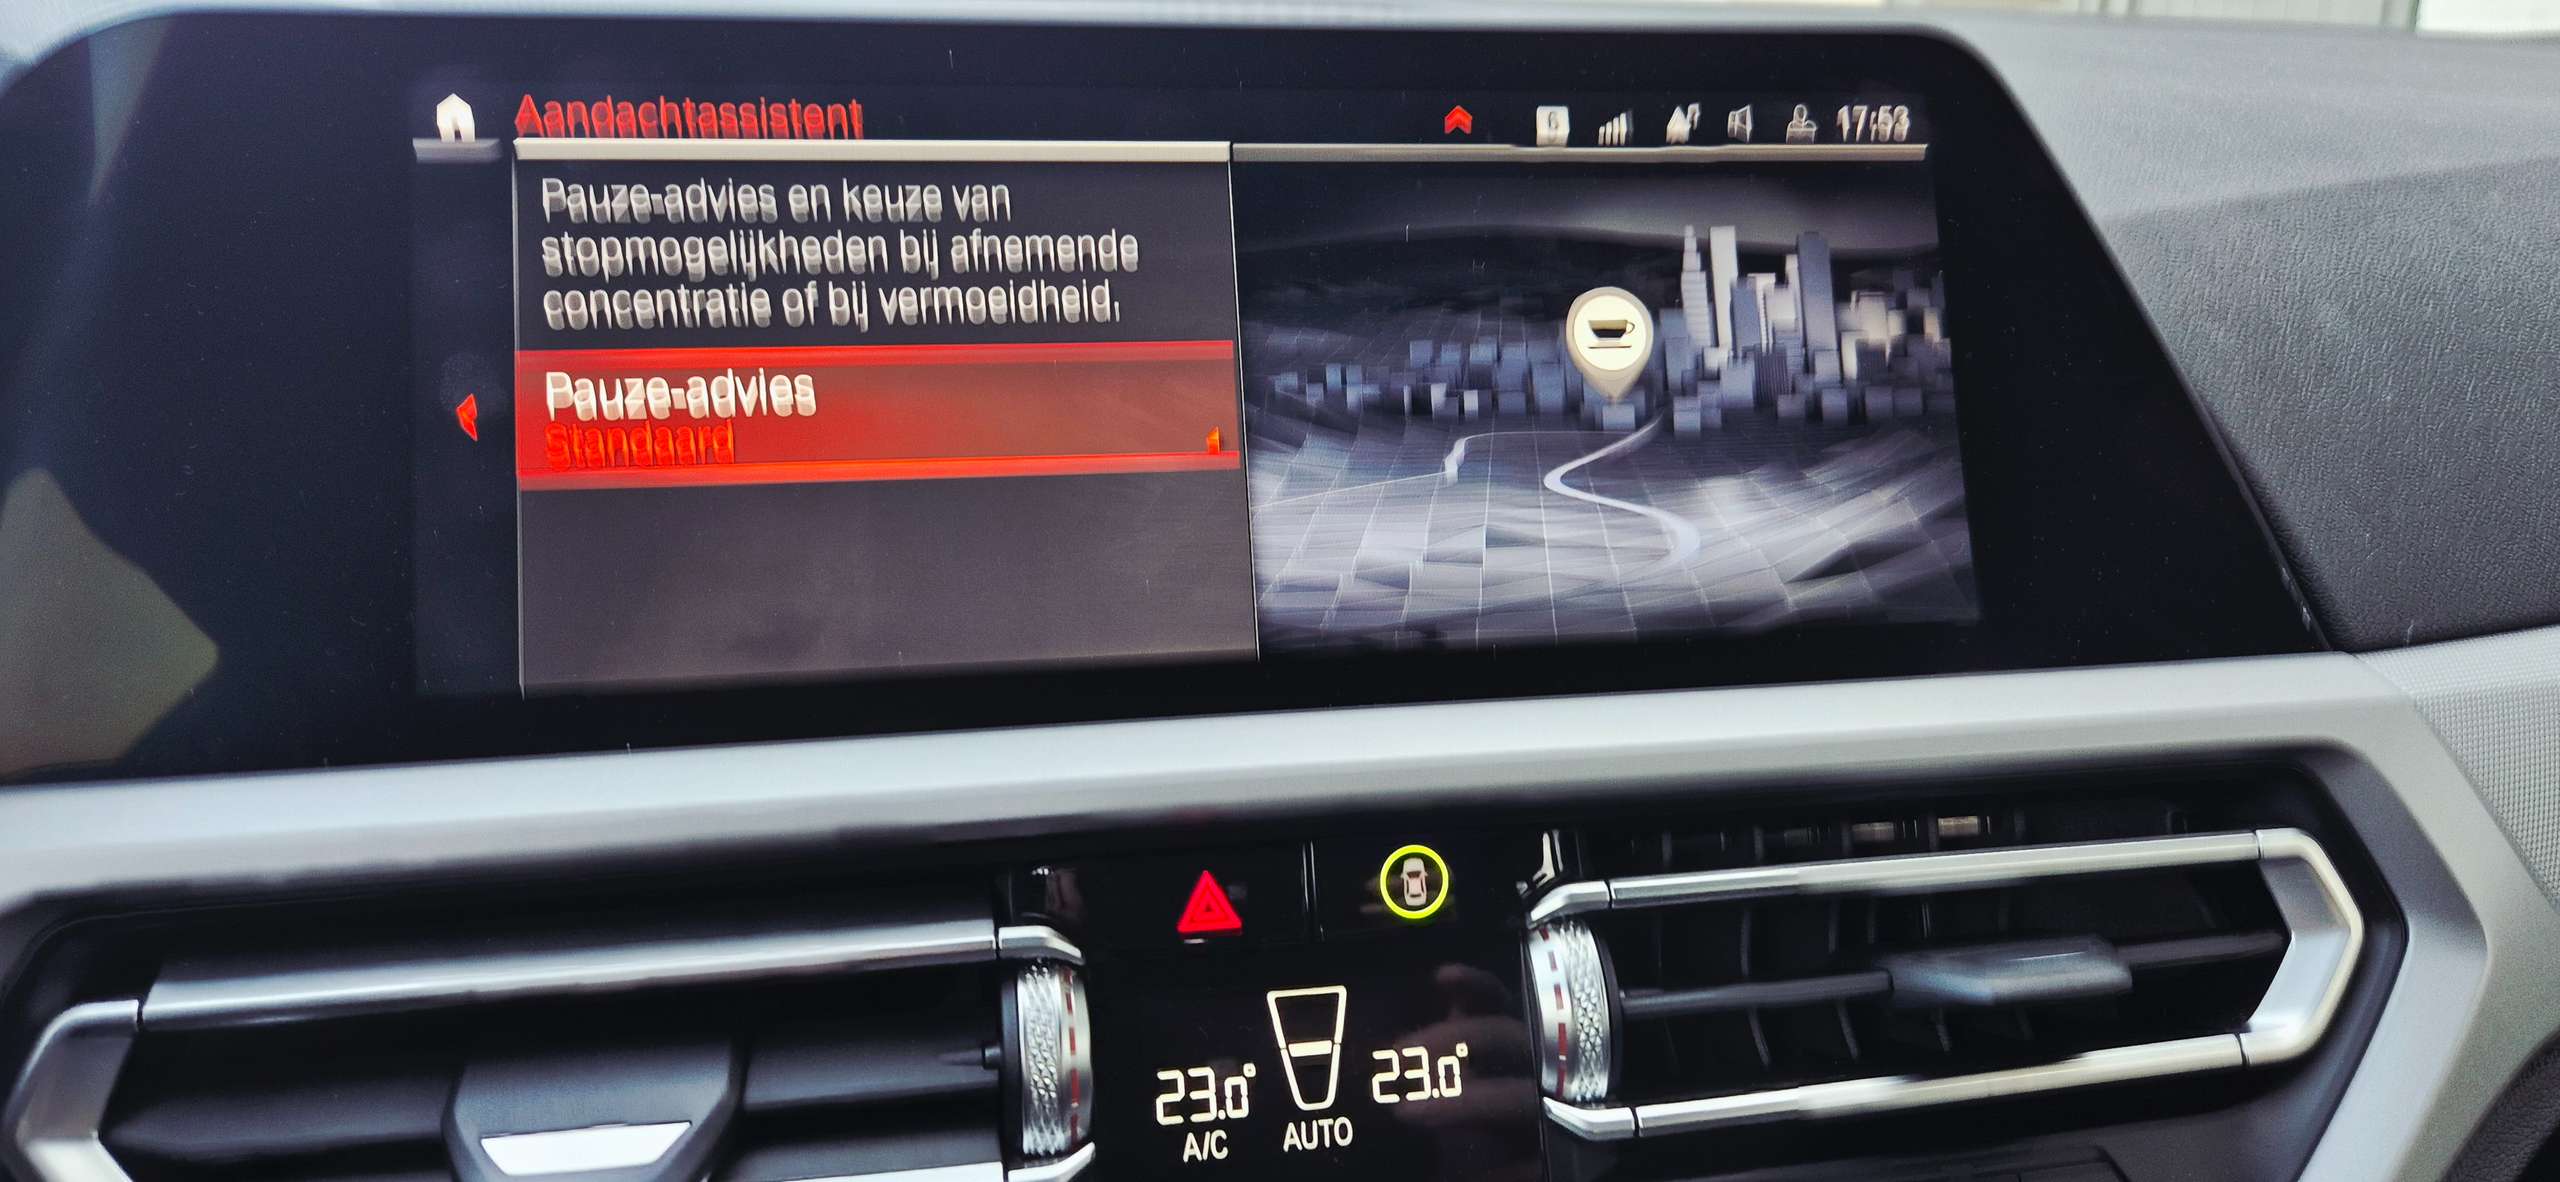 Aandachtassistent
17:53
Pauze-advies en keuze van
stopmogelijkheden bij afnemende
concentratie of bij vermoeidheid.
Pauze-advies
Standaard
23.0° 23.0°
A/C AUTO